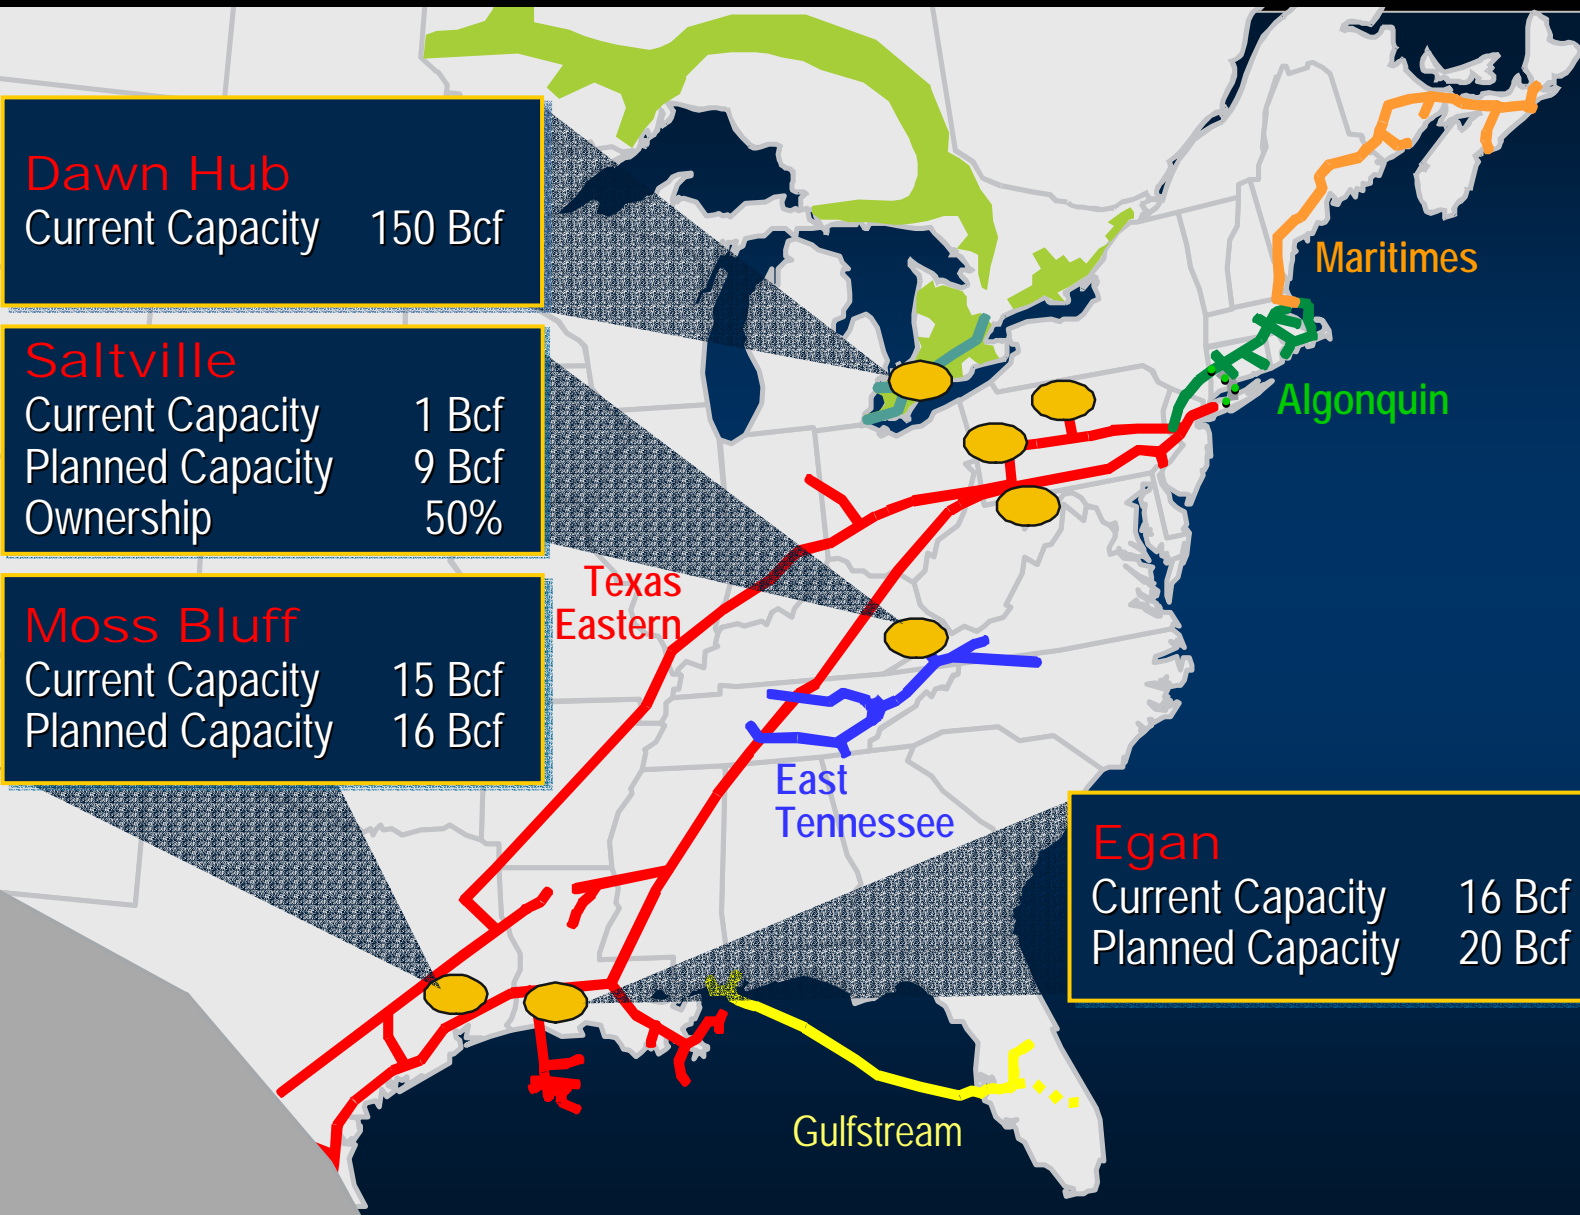 Dawn Hub
Current Capacity 150 Bcf
Saltville
Current Capacity 1 Bcf
Planned Capacity 9 Bcf
Ownership 50%
Moss Bluff
Current Capacity 15 Bcf
Planned Capacity 16 Bcf
Texas
Eastern
East
Tennessee
Maritimes
Algonquin
Egan
Current Capacity 16 Bcf
Planned Capacity 20 Bcf
Gulfstream